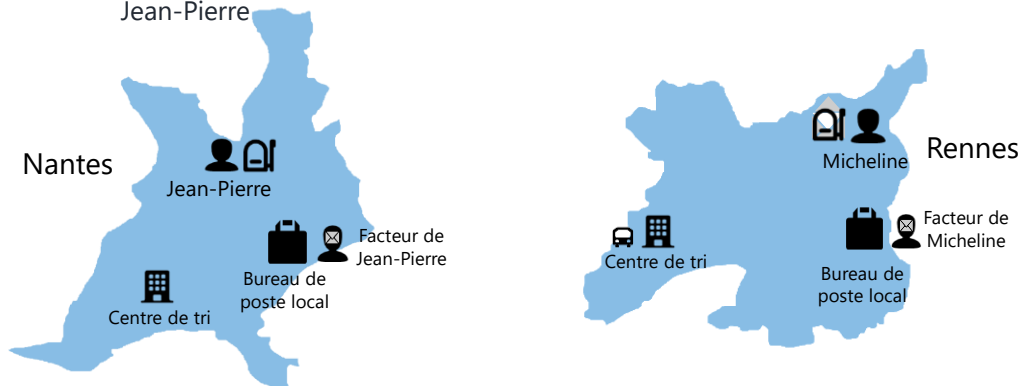 Jean-Pierre
Nantes
Jean-Pierre
Facteur de
Jean-Pierre
Bureau de
poste local
Centre de tri
Micheline
Rennes
Facteur de
Micheline
Centre de tri
Bureau de
poste local